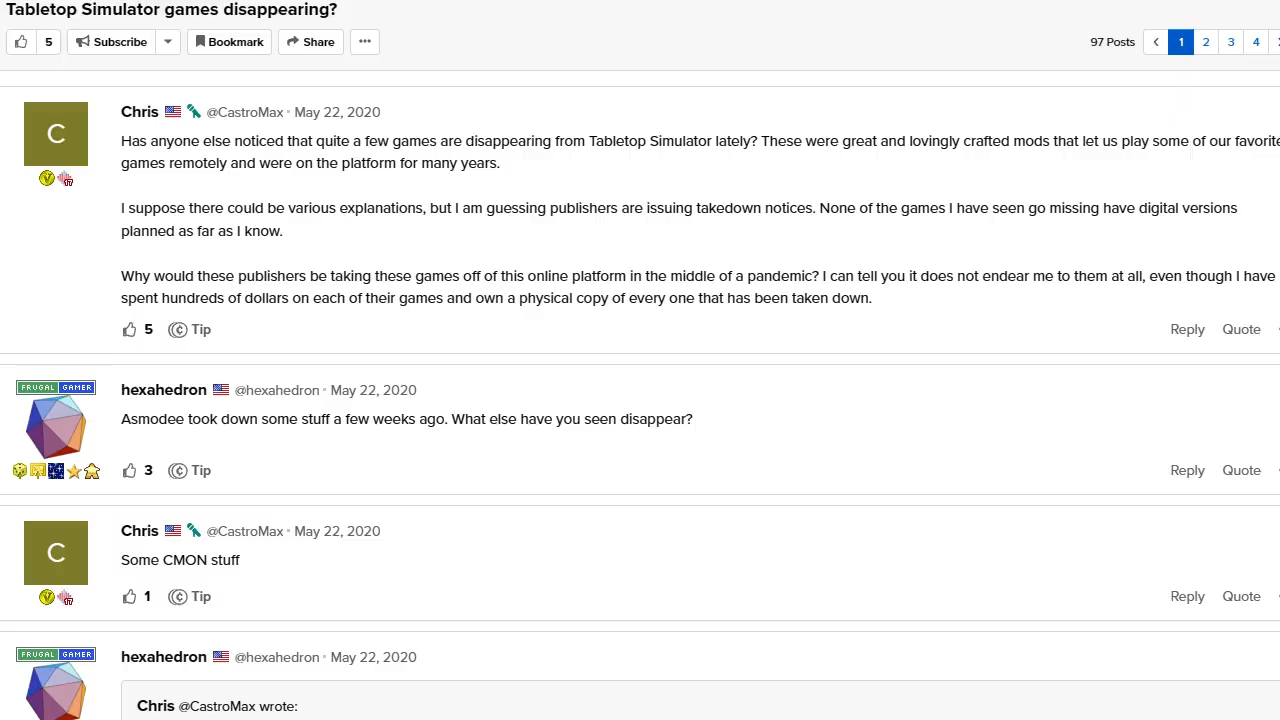 Tabletop Simulator games disappearing?
5 Subscribe Bookmark Share 97 Posts 1 2 3 4
Chris @CastroMax · May 22, 2020
C
Has anyone else noticed that quite a few games are disappearing from Tabletop Simulator lately? These were great and lovingly crafted mods that let us play some of our favorite
games remotely and were on the platform for many years.
I suppose there could be various explanations, but I am guessing publishers are issuing takedown notices. None of the games I have seen go missing have digital versions
planned as far as I know.
Why would these publishers be taking these games off of this online platform in the middle of a pandemic? I can tell you it does not endear me to them at all, even though I have
spent hundreds of dollars on each of their games and own a physical copy of every one that has been taken down.
5 Tip Reply Quote
FRUGAL GAMER
hexahedron @hexahedron · May 22, 2020
Asmodee took down some stuff a few weeks ago. What else have you seen disappear?
3 Tip Reply Quote
Chris @CastroMax · May 22, 2020
C
Some CMON stuff
1 Tip Reply Quote
FRUGAL GAMER
hexahedron @hexahedron · May 22, 2020
Chris @CastroMax wrote: